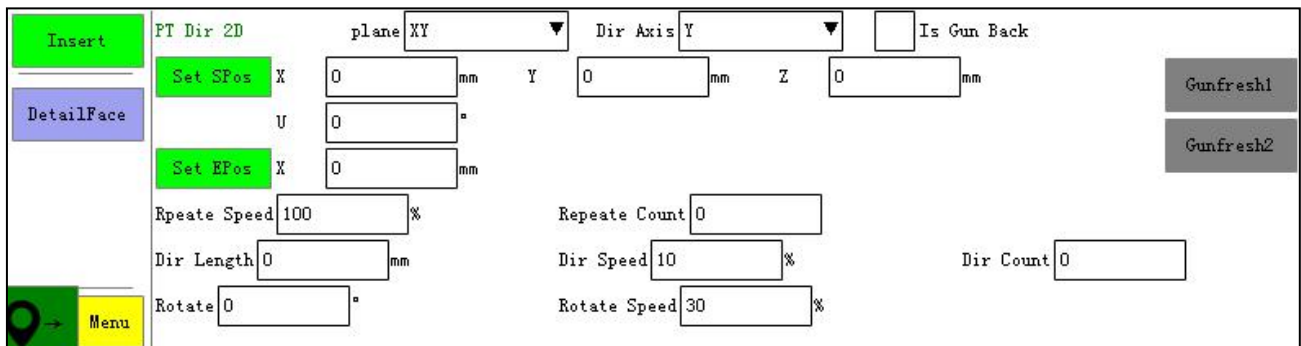 Insert
DetailFace
Menu
PT Dir 2D plane XY Dir Axis Y Is Gun Back
Set SPos X 0 mm Y 0 mm Z 0 mm
U 0 °
Set EPos X 0 mm
Rpeate Speed 100 % Repeate Count 0
Dir Length 0 mm Dir Speed 10 % Dir Count 0
Rotate 0 ° Rotate Speed 30 %
Gunfresh1
Gunfresh2